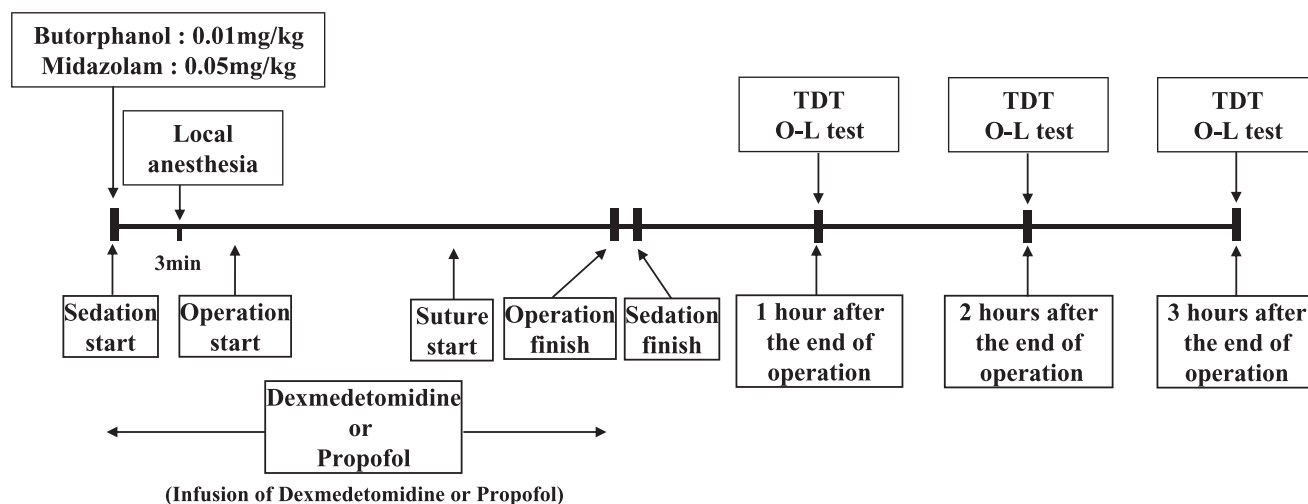 Butorphanol : 0.01mg/kg
Midazolam : 0.05mg/kg
Local
anesthesia
TDT
O-L test
TDT
O-L test
TDT
O-L test
3min
Sedation
start
Operation
start
Suture
start
Operation
finish
Sedation
finish
1 hour after
the end of
operation
2 hours after
the end of
operation
3 hours after
the end of
operation
Dexmedetomidine
or
Propofol
(Infusion of Dexmedetomidine or Propofol)